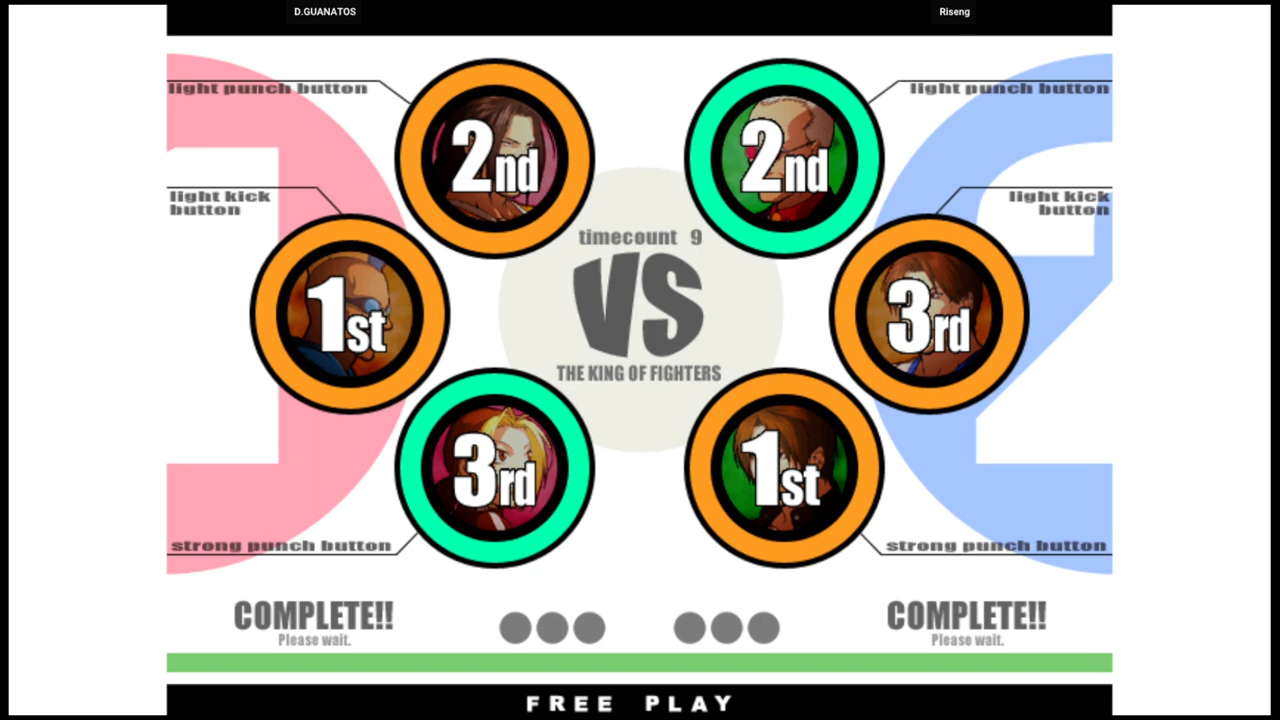 D.GUANATOS
Riseng
light punch button
light punch button
2nd
2nd
light kick
button
light kick
button
timecount 9
VS
THE KING OF FIGHTERS
1st
3rd
3rd
1st
strong punch button
strong punch button
COMPLETE!!
Please wait.
COMPLETE!!
Please wait.
FREE PLAY